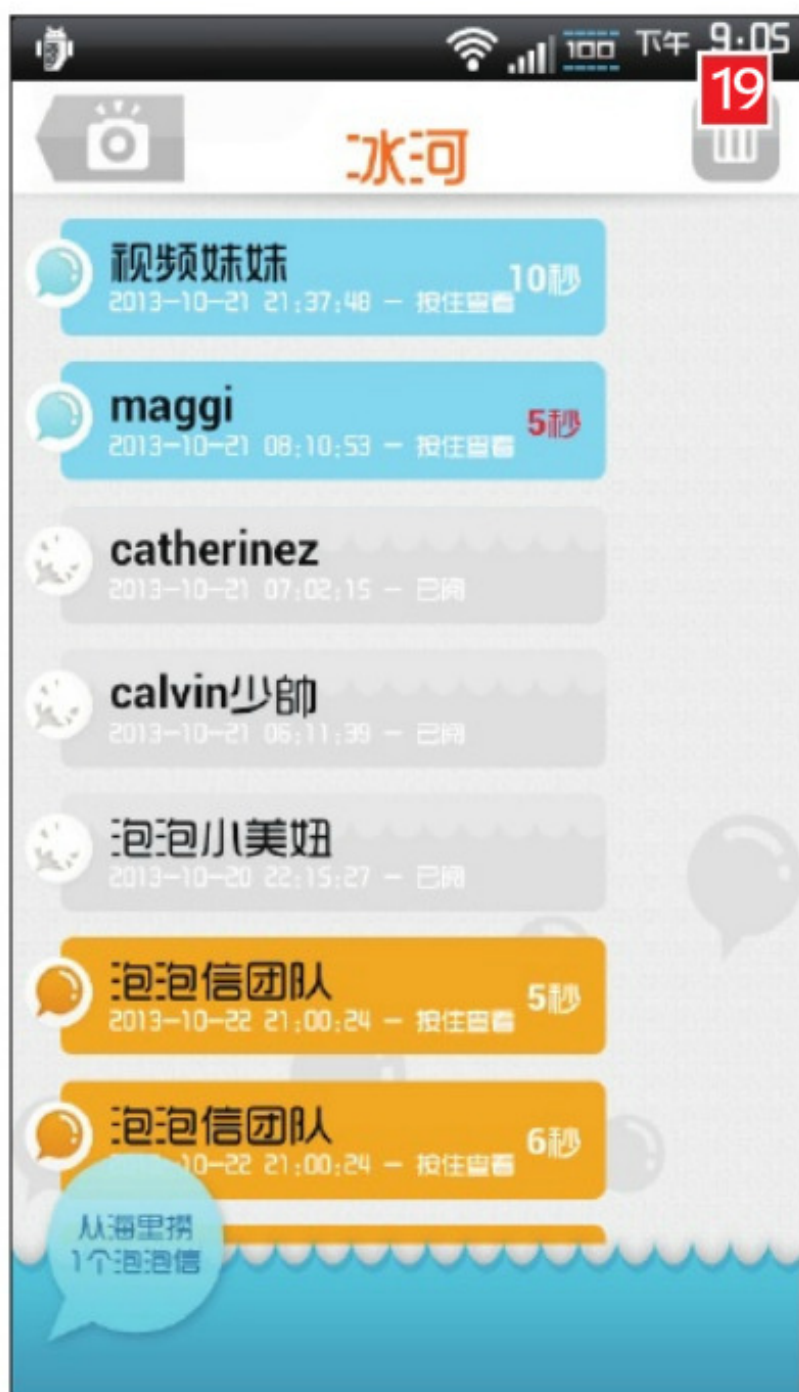 100 下午 9:05
19
冰河
视频妹妹
10秒
2013-10-21 21:37:48 - 按住查看
maggi
5秒
2013-10-21 08:10:53 - 按住查看
catherinez
2013-10-21 07:02:15 - 已阅
calvin少帥
2013-10-21 06:11:39 - 已阅
泡泡小美妞
2013-10-20 22:15:27 - 已阅
泡泡信团队
5秒
2013-10-22 21:00:24 - 按住查看
泡泡信团队
6秒
10-22 21:00:24 - 按住查看
从海里捞
1个泡泡信